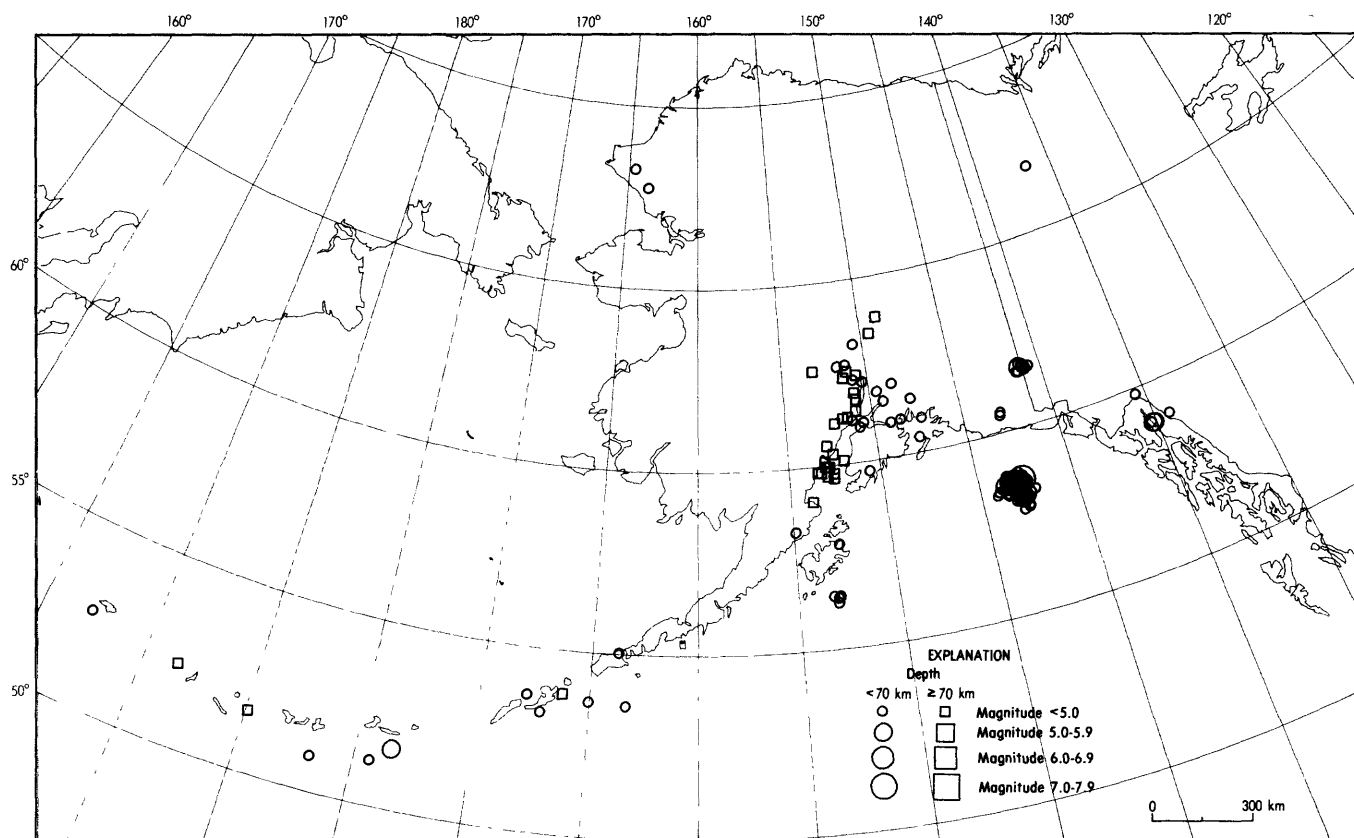 160° 170° 180° 170° 160° 150° 140° 130° 120°
60°
55°
50°
EXPLANATION
Depth
<70 km ≥70 km
Magnitude <5.0
Magnitude 5.0-5.9
Magnitude 6.0-6.9
Magnitude 7.0-7.9
0 300 km